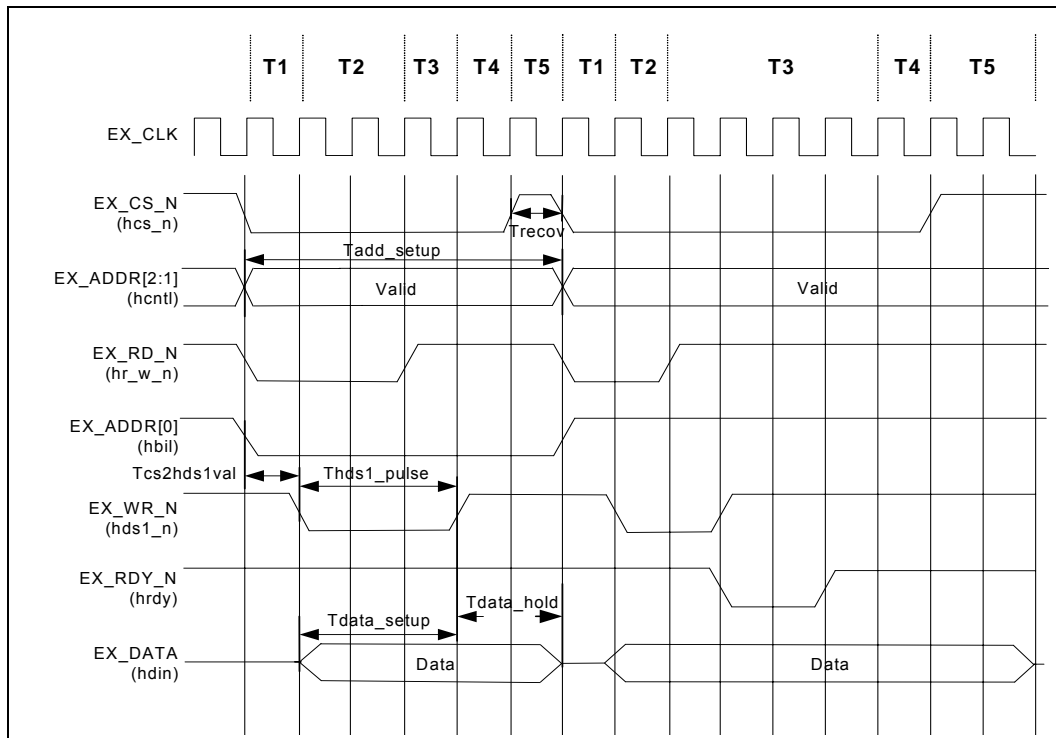 T1 T2 T3 T4 T5 T1 T2 T3 T4 T5
EX_CLK
EX_CS_N
(hcs_n)
Trecov
Tadd_setup
EX_ADDR[2:1]
(hcntl)
Valid
Valid
EX_RD_N
(hr_w_n)
EX_ADDR[0]
(hbil)
Tcs2hds1val
Thds1_pulse
EX_WR_N
(hds1_n)
EX_RDY_N
(hrdy)
Tdata_hold
Tdata_setup
EX_DATA
(hdin)
Data
Data